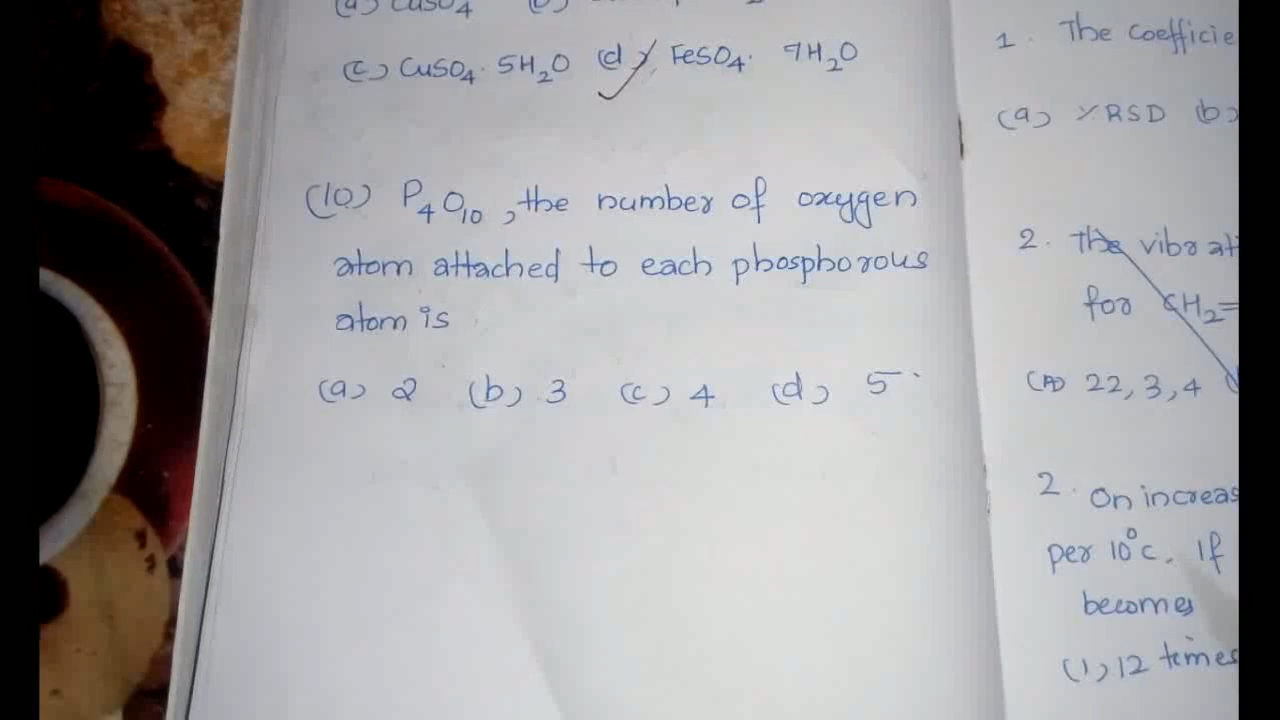 (a) CuSO4 (b)
(c) CuSO4. 5H2O (d) FeSO4. 7H2O
(10) P4O10, the number of oxygen
atom attached to each phosphorous
atom is
(a) 2 (b) 3 (c) 4 (d) 5
1. The coefficie
(a) % RSD (b)
2. The vibrat
for CH2=
(A) 22, 3, 4
2. On increas
per 10°c. If
becomes
(1) 12 times